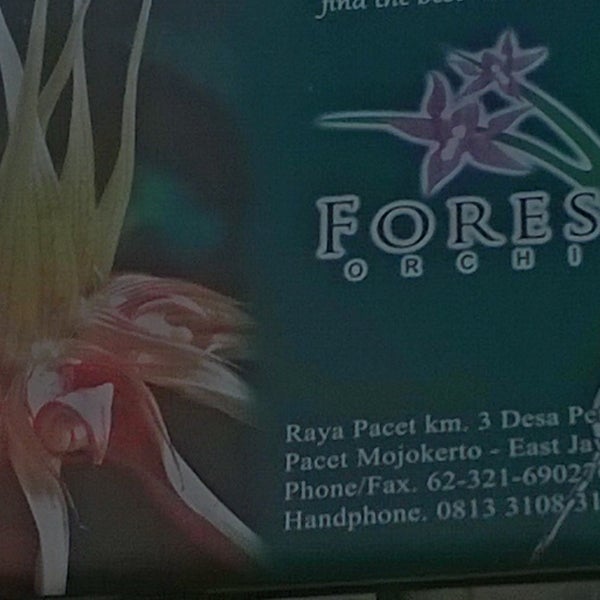 find the
FORES
ORCHI
Raya Pacet km. 3 Desa Pe
Pacet Mojokerto - East Ja
Phone/Fax. 62-321-69027
Handphone. 0813 3108 31